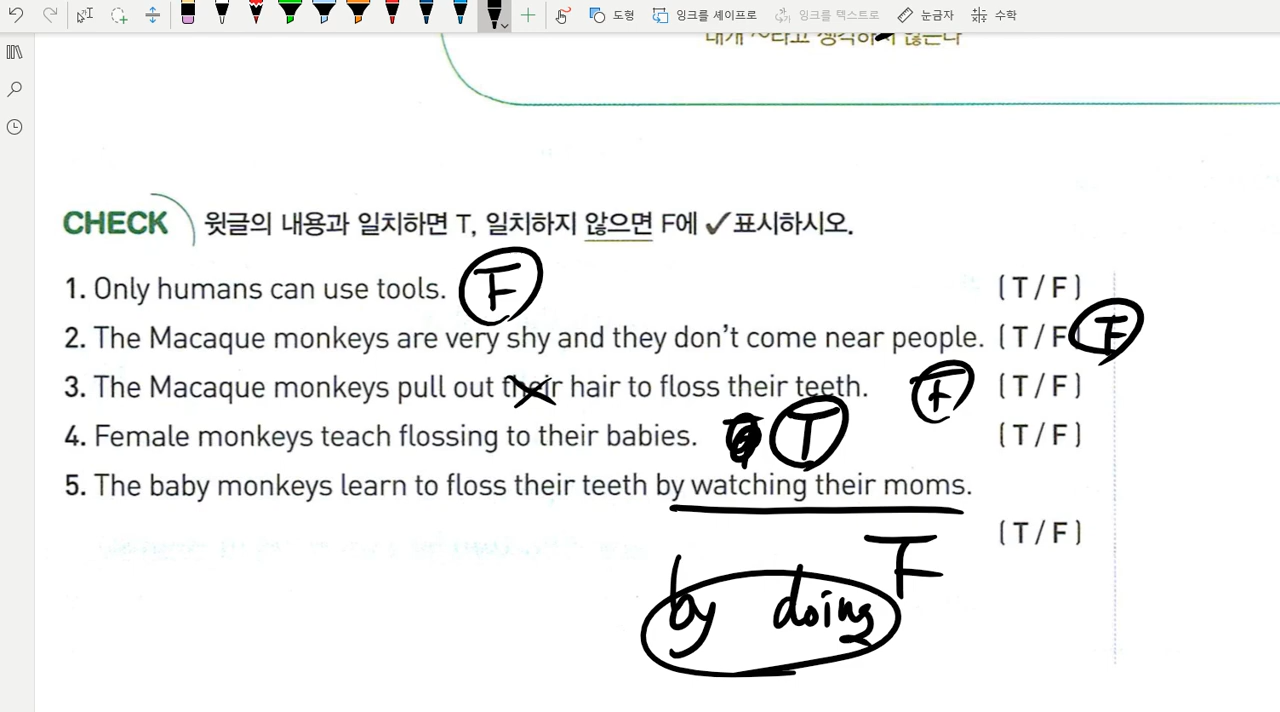 도형 잉크를 셰이프로 잉크를 텍스트로 눈금자 수학
CHECK 윗글의 내용과 일치하면 T, 일치하지 않으면 F에 ✓표시하시오.
1. Only humans can use tools. F (T/F)
2. The Macaque monkeys are very shy and they don't come near people. (T/F) F
3. The Macaque monkeys pull out their hair to floss their teeth. F (T/F)
4. Female monkeys teach flossing to their babies. T (T/F)
5. The baby monkeys learn to floss their teeth by watching their moms.
(T/F)
F
by doing